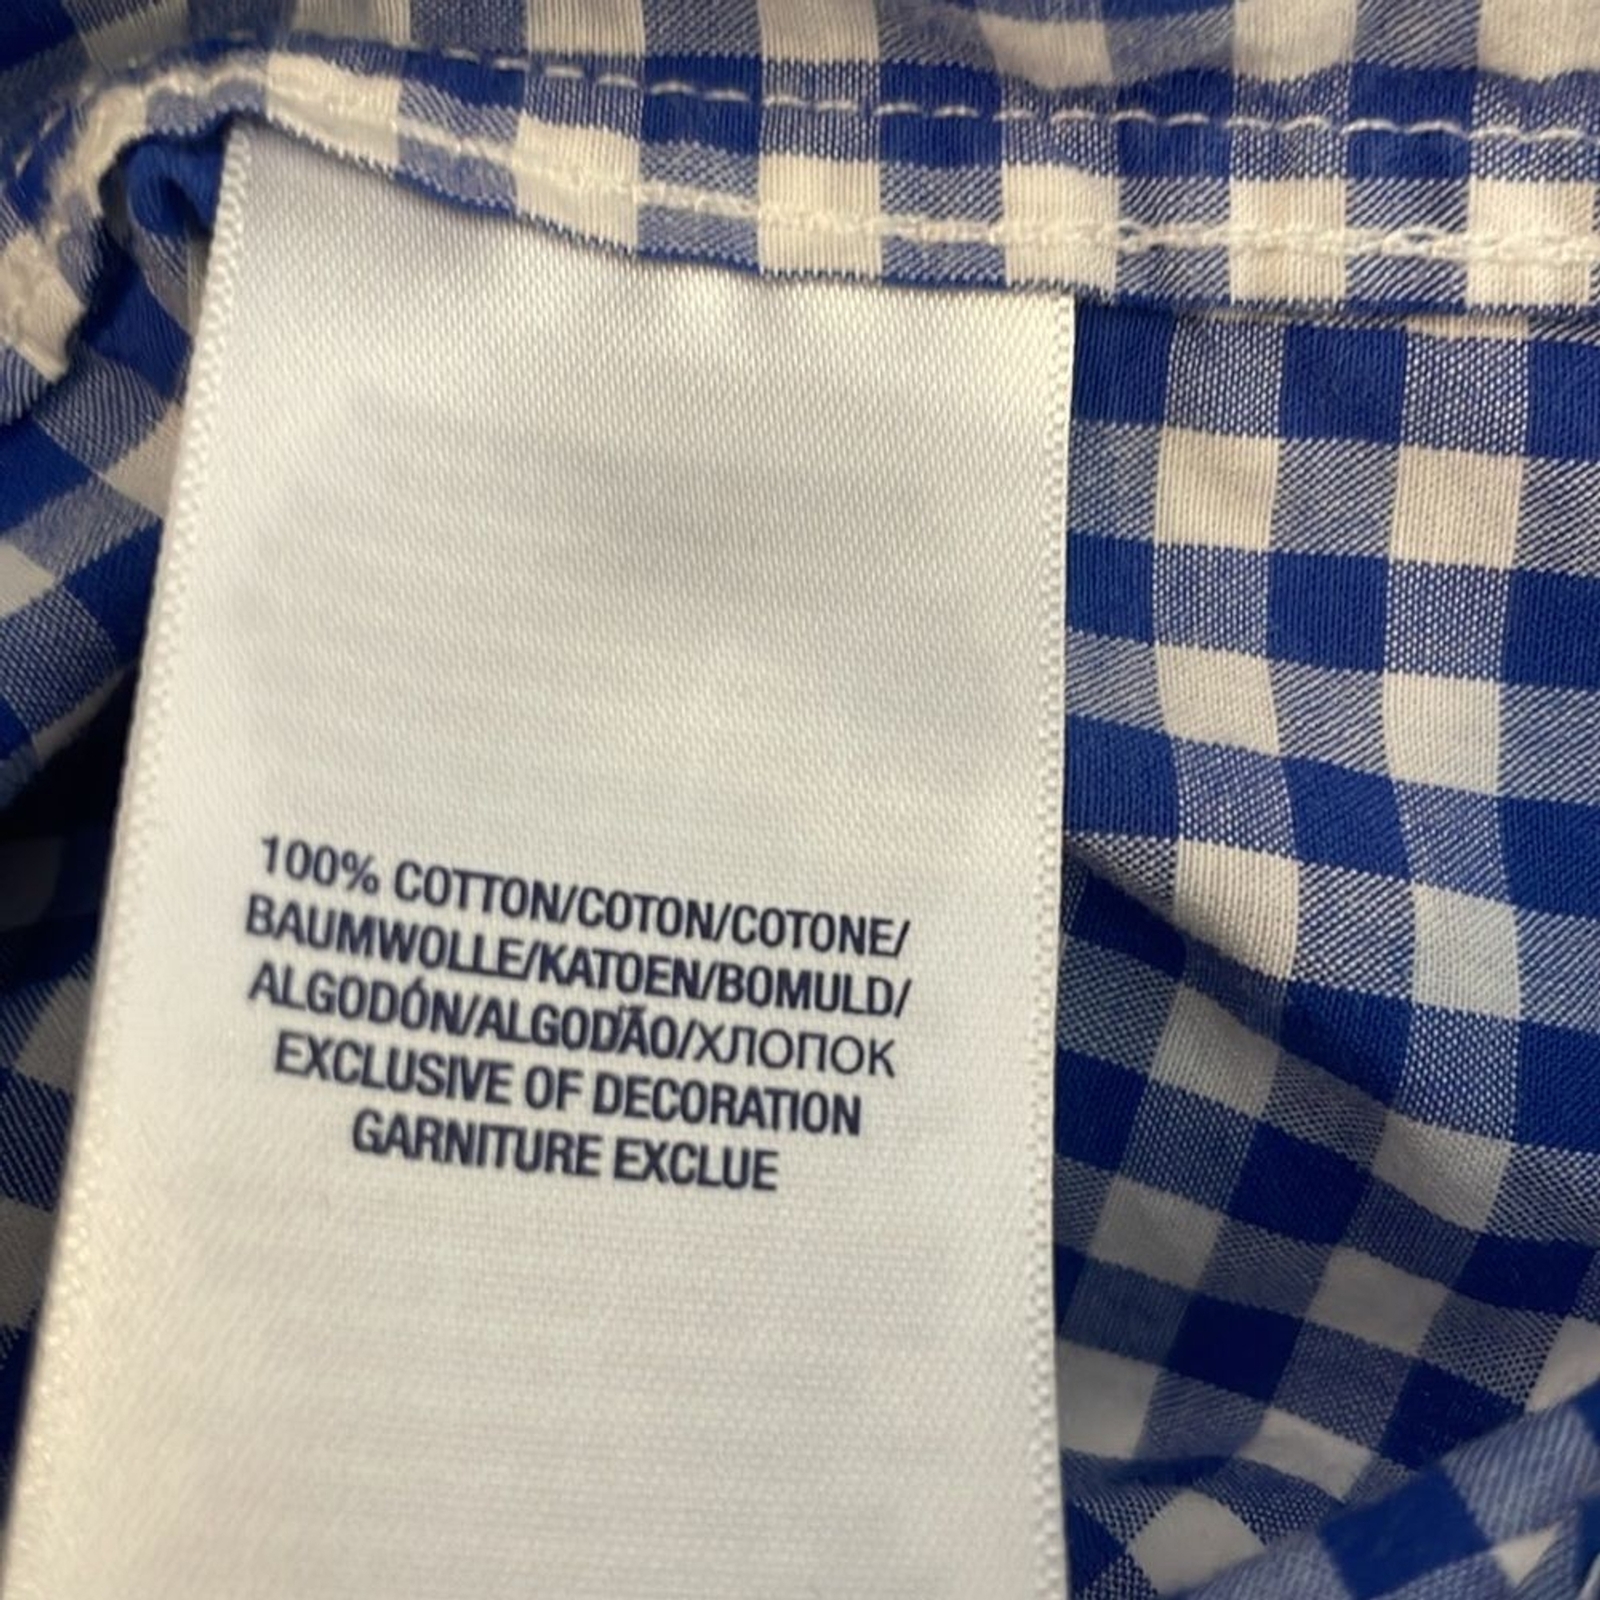 100% COTTON/COTON/COTONE/
BAUMWOLLE/KATOEN/BOMULD/
ALGODÓN/ALGODÃO/ХЛОПОК
EXCLUSIVE OF DECORATION
GARNITURE EXCLUE